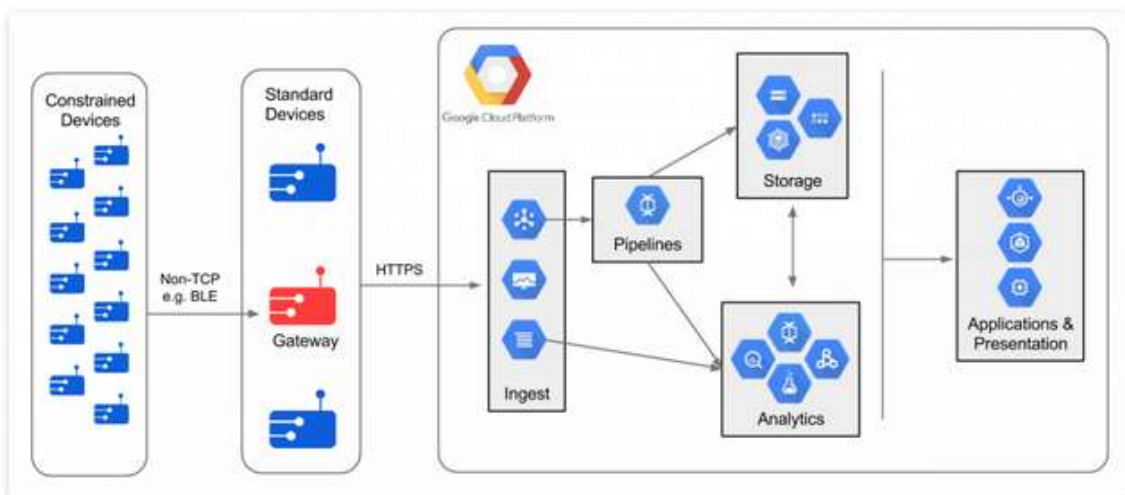 Constrained
Devices
Standard
Devices
Google Cloud Platform
Non-TCP
e.g. BLE
Gateway
HTTPS
Ingest
Pipelines
Storage
Analytics
Applications &
Presentation